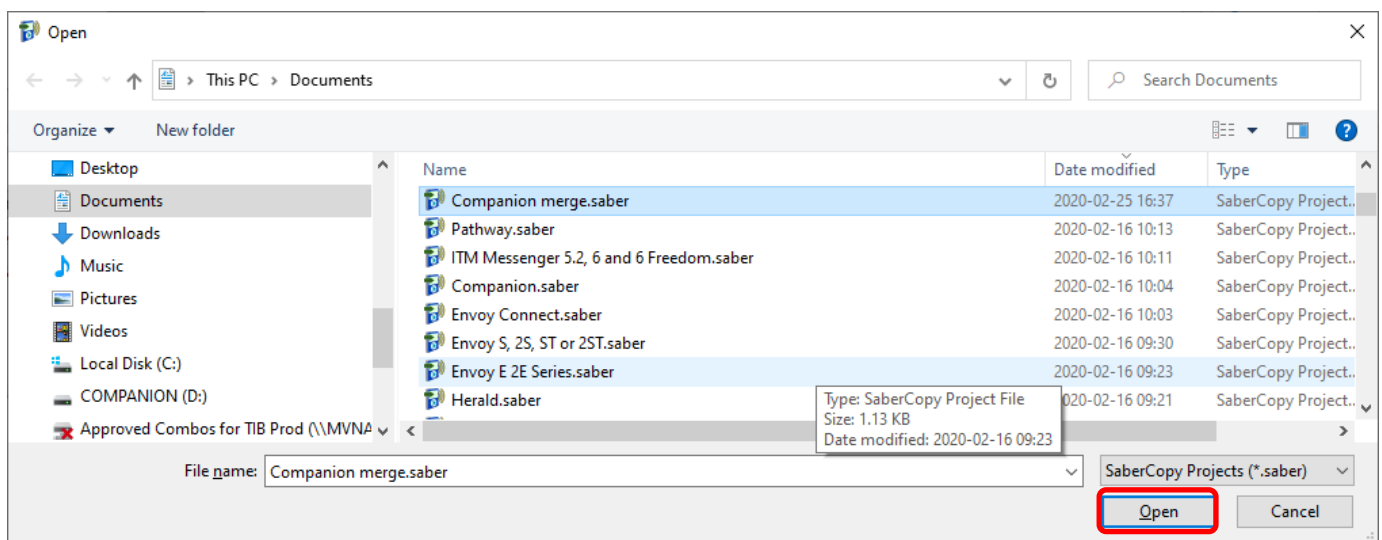 Open
This PC > Documents
Search Documents
Organize
New folder
Desktop
Documents
Downloads
Music
Pictures
Videos
Local Disk (C:)
COMPANION (D:)
Approved Combos for TIB Prod (\\MVNA
Name Date modified Type
Companion merge.saber 2020-02-25 16:37 SaberCopy Project..
Pathway.saber 2020-02-16 10:13 SaberCopy Project..
ITM Messenger 5.2, 6 and 6 Freedom.saber 2020-02-16 10:11 SaberCopy Project..
Companion.saber 2020-02-16 10:04 SaberCopy Project..
Envoy Connect.saber 2020-02-16 10:03 SaberCopy Project..
Envoy S, 2S, ST or 2ST.saber 2020-02-16 09:30 SaberCopy Project..
Envoy E 2E Series.saber 2020-02-16 09:23 SaberCopy Project..
Herald.saber 020-02-16 09:21 SaberCopy Project..
Type: SaberCopy Project File
Size: 1.13 KB
Date modified: 2020-02-16 09:23
File name: Companion merge.saber
SaberCopy Projects (*.saber)
Open
Cancel